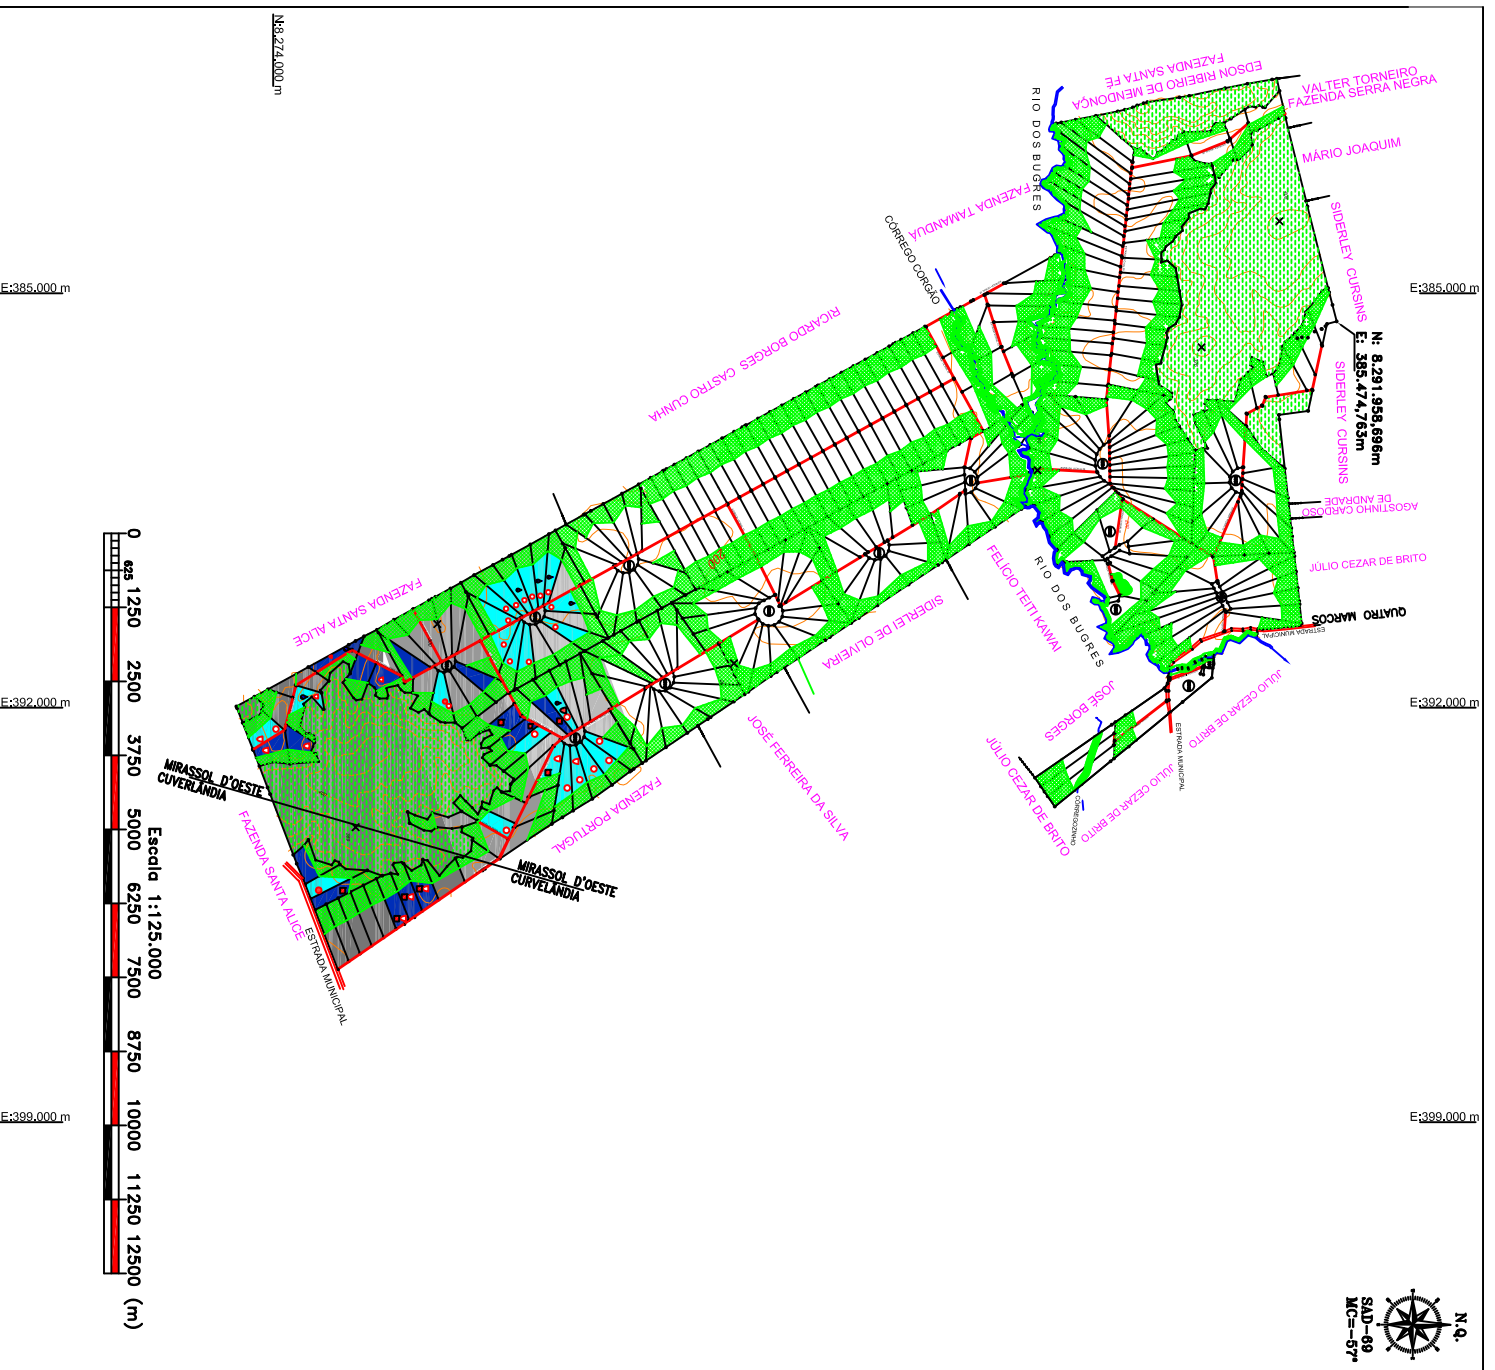 N:8.274.000 m
E:385.000 m
E:385.000 m
E:392.000 m
E:392.000 m
E:399.000 m
E:399.000 m
VALTER TORNEIRO
FAZENDA SERRA NEGRA
MÁRIO JOAQUIM
SIDERLEY CURSINS
N: 8.291.958,696m
E: 385.474,763m
SIDERLEY CURSINS
AGOSTINHO CARDOSO
DE ANDRADE
JÚLIO CEZAR DE BRITO
QUATRO MARCOS
ESTRADA MUNICIPAL
EDSON RIBEIRO DE MENDONÇA
FAZENDA SANTA FÉ
RIO DOS BUGRES
FAZENDA TAMANDUÁ
CÓRREGO CORGÃO
RICARDO BORGES CASTRO CUNHA
FELÍCIO TEITI KAWAI
RIO DOS BUGRES
SIDERLEI DE OLIVEIRA
JOSÉ BORGES
JÚLIO CEZAR DE BRITO
JÚLIO CEZAR DE BRITO
JÚLIO CEZAR DE BRITO
ESTRADA MUNICIPAL
CÓRREGOZINHO
JOSÉ FERREIRA DA SILVA
200
FAZENDA SANTA ALICE
FAZENDA PORTUGAL
MIRASSOL D'OESTE
CUVERLÂNDIA
MIRASSOL D'OESTE
CURVELÂNDIA
FAZENDA SANTA ALICE
ESTRADA MUNICIPAL
Escala 1:125.000
0 625 1250 2500 3750 5000 6250 7500 8750 10000 11250 12500 (m)
N.Q.
SAD-69
MC=-57°